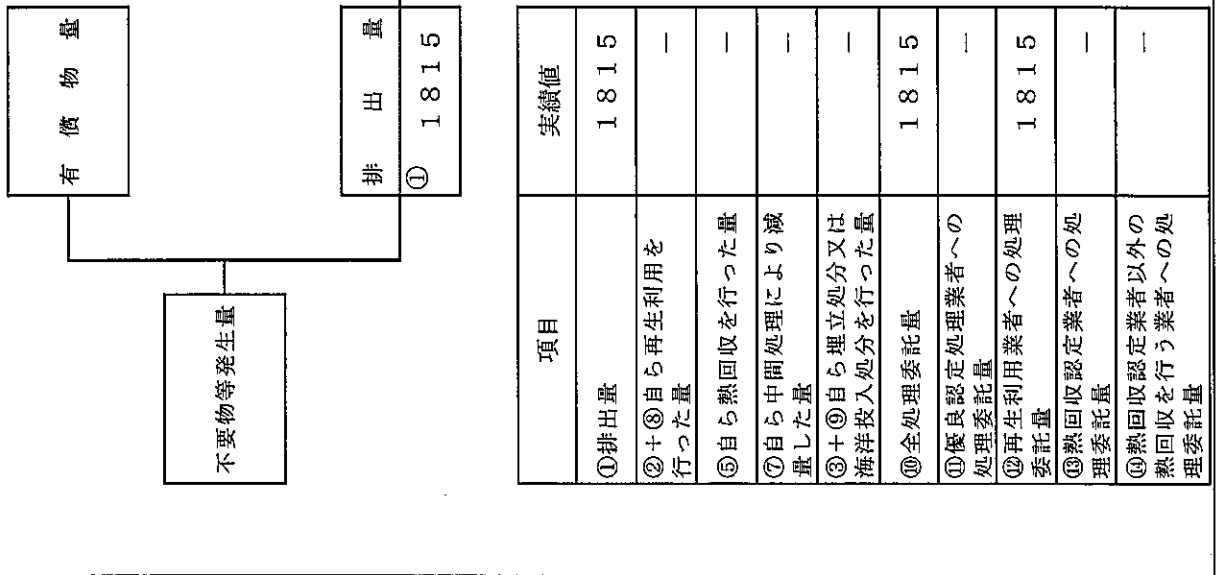 有償物量
不要物等発生量
排出量
① 1815
項目 実績値
①排出量 1815
②+⑧自ら再生利用を
行った量 —
⑤自ら熱回収を行った量 —
⑦自ら中間処理により減
量した量 —
③+⑨自ら埋立処分又は
海洋投入処分を行った量 —
⑩全処理委託量 1815
⑪優良認定処理業者への
処理委託量 —
⑫再生利用業者への処理
委託量 1815
⑬熱回収認定業者への処
理委託量 —
⑭熱回収認定業者以外の
熱回収を行う業者への処
理委託量 —